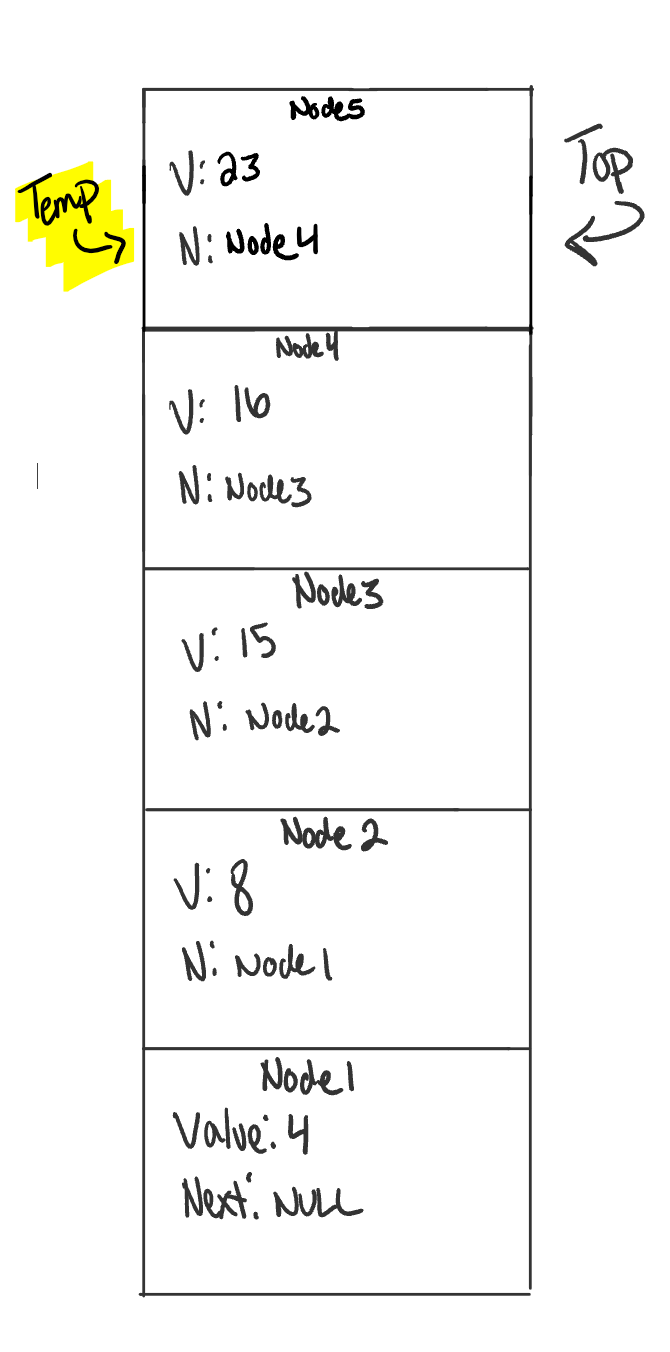 Node5
Temp
V: 23
Top
N: Node4
Node4
V: 16
N: Node3
Node3
V: 15
N: Node2
Node 2
V: 8
N: Node1
Node1
Value: 4
Next: NULL